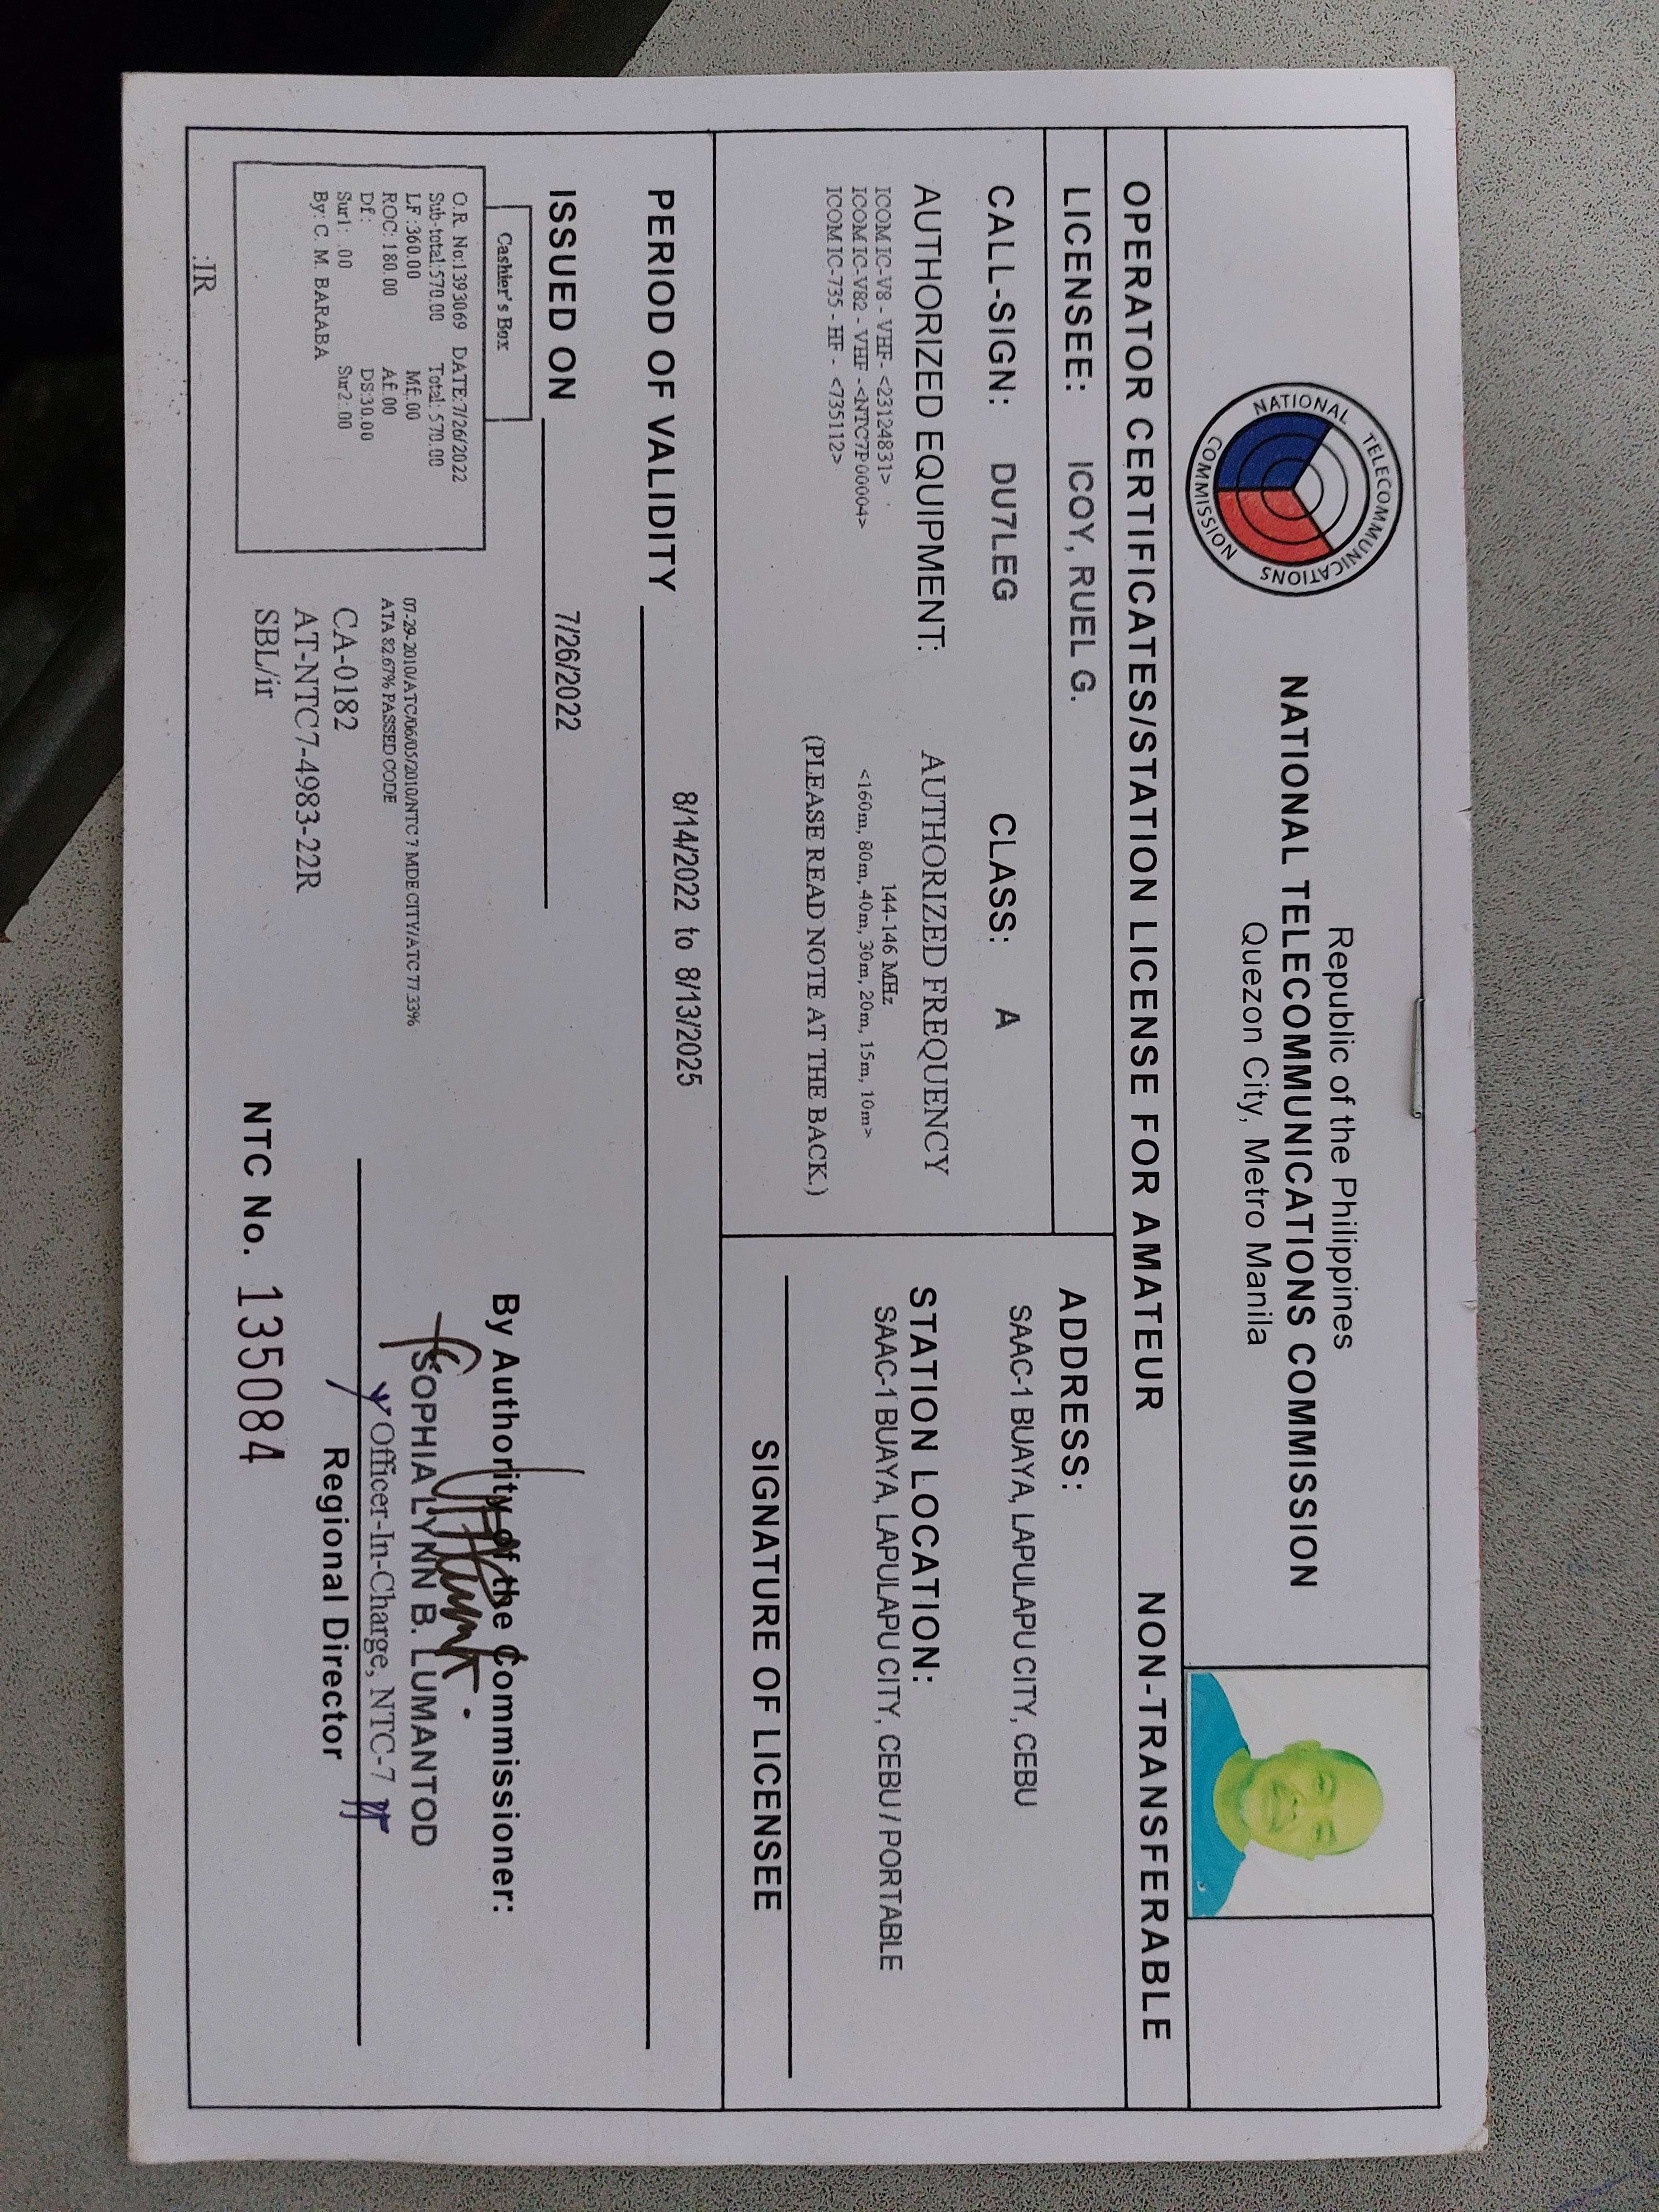 NATIONAL TELECOMMUNICATIONS COMMISSION
Republic of the Philippines
NATIONAL TELECOMMUNICATIONS COMMISSION
Quezon City, Metro Manila
OPERATOR CERTIFICATES/STATION LICENSE FOR AMATEUR NON-TRANSFERABLE
LICENSEE: ICOY, RUEL G.
CALL-SIGN: DU7LEG CLASS: A
AUTHORIZED EQUIPMENT: AUTHORIZED FREQUENCY
ICOM IC-V8 - VHF- <23124831> 144-146 MHz
ICOM IC-V82 - VHF -<NTC7P00004> <160m, 80m, 40m, 30m, 20m, 15m, 10m>
ICOM IC-735 - HF - <735112>
(PLEASE READ NOTE AT THE BACK.)
ADDRESS:
SAAC-1 BUAYA, LAPULAPU CITY, CEBU
STATION LOCATION:
SAAC-1 BUAYA, LAPULAPU CITY, CEBU / PORTABLE
SIGNATURE OF LICENSEE
PERIOD OF VALIDITY 8/14/2022 to 8/13/2025
ISSUED ON 7/26/2022
Cashier's Box
O.R. No:1393069 DATE:7/26/2022
Sub-total:570.00 Total: 570.00
LF :360.00 Mf:.00
ROC: 180.00 Af:.00
Df: DS:30.00
Sur1: .00 Sur2: .00
By: C. M. BARABA
:IR
07-29-2010/ATC/06/05/2010/NTC 7 MDE CITY/ATC 77.33%
ATA 82.67% PASSED CODE
CA-0182
AT-NTC7-4983-22R
SBL/ir
By Authority of the Commissioner:
SOPHIA LYNN B. LUMANTOD
Officer-In-Charge, NTC-7
Regional Director
NTC No. 135084